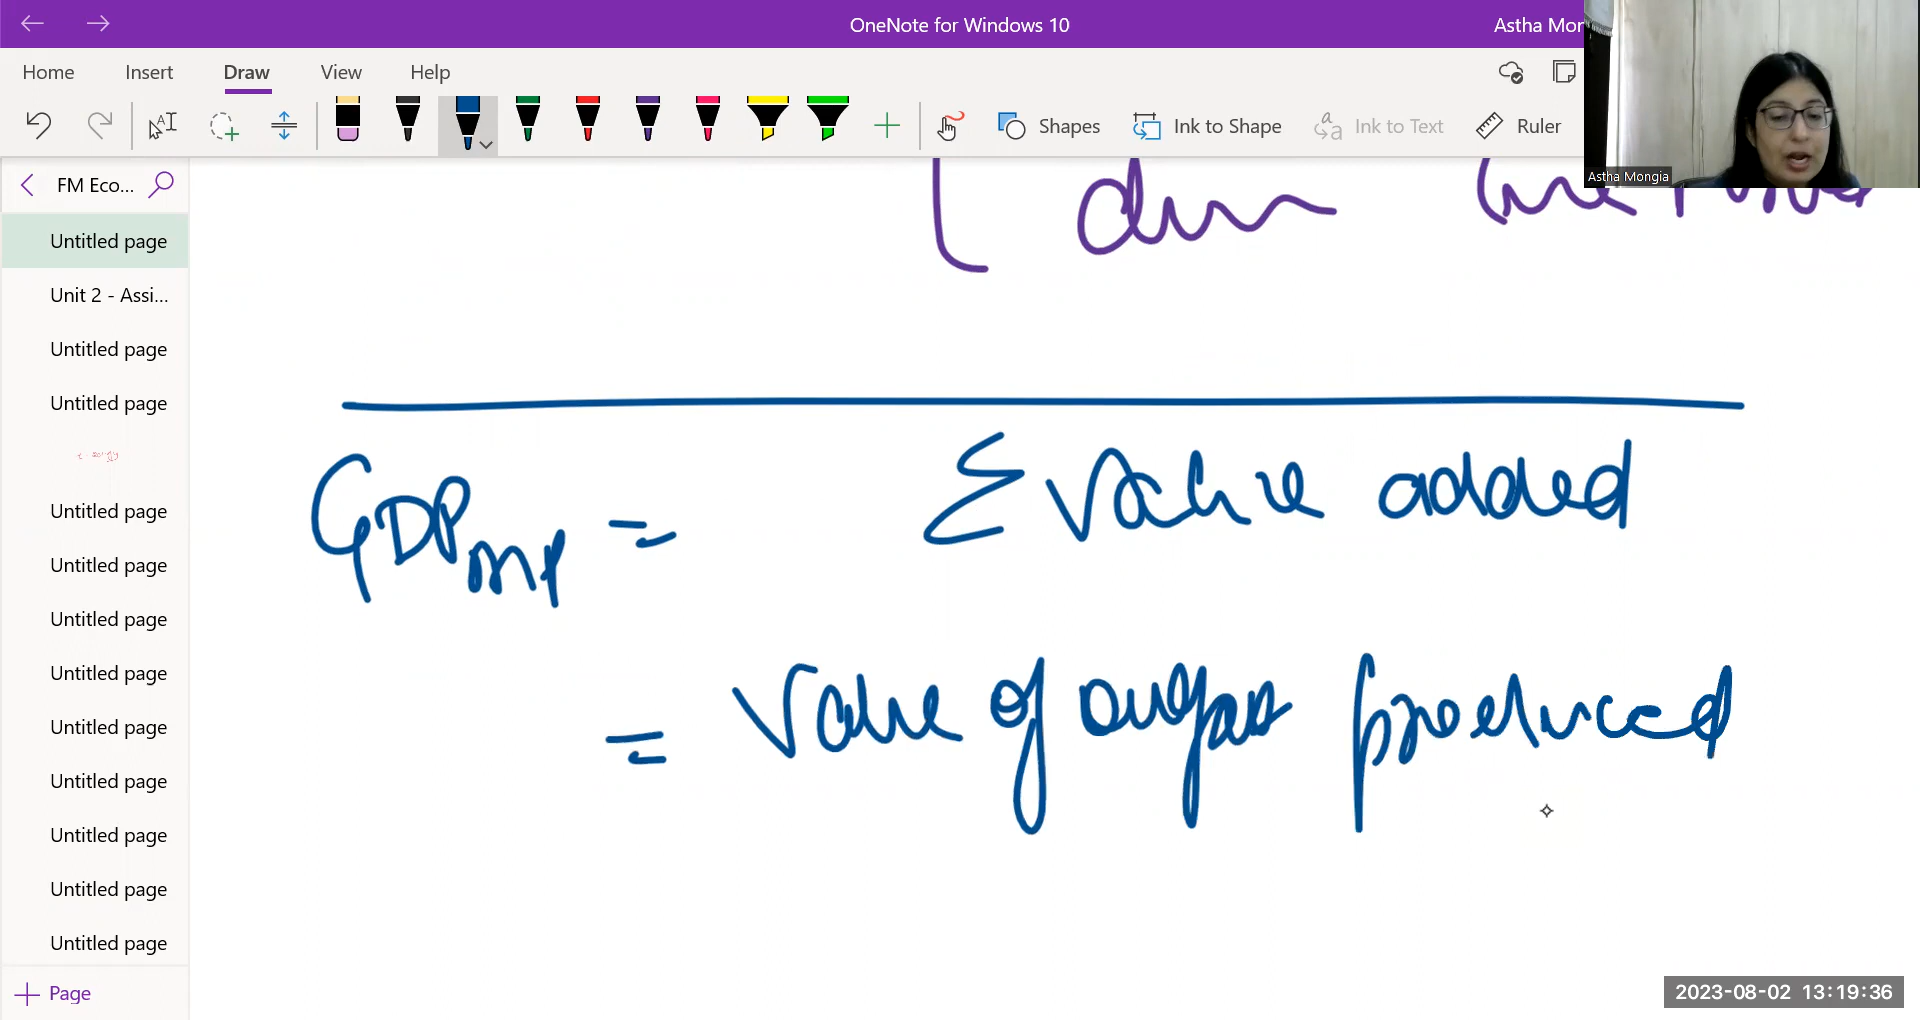 OneNote for Windows 10
Astha Mon
Home Insert Draw View Help
Shapes Ink to Shape Ink to Text Ruler
Astha Mongia
FM Eco...
Untitled page
Unit 2 - Assi...
Untitled page
Untitled page
Untitled page
Untitled page
Untitled page
Untitled page
Untitled page
Untitled page
Untitled page
Untitled page
Untitled page
Page
GDPmp = Σ value added
= value of output produced
2023-08-02 13:19:36